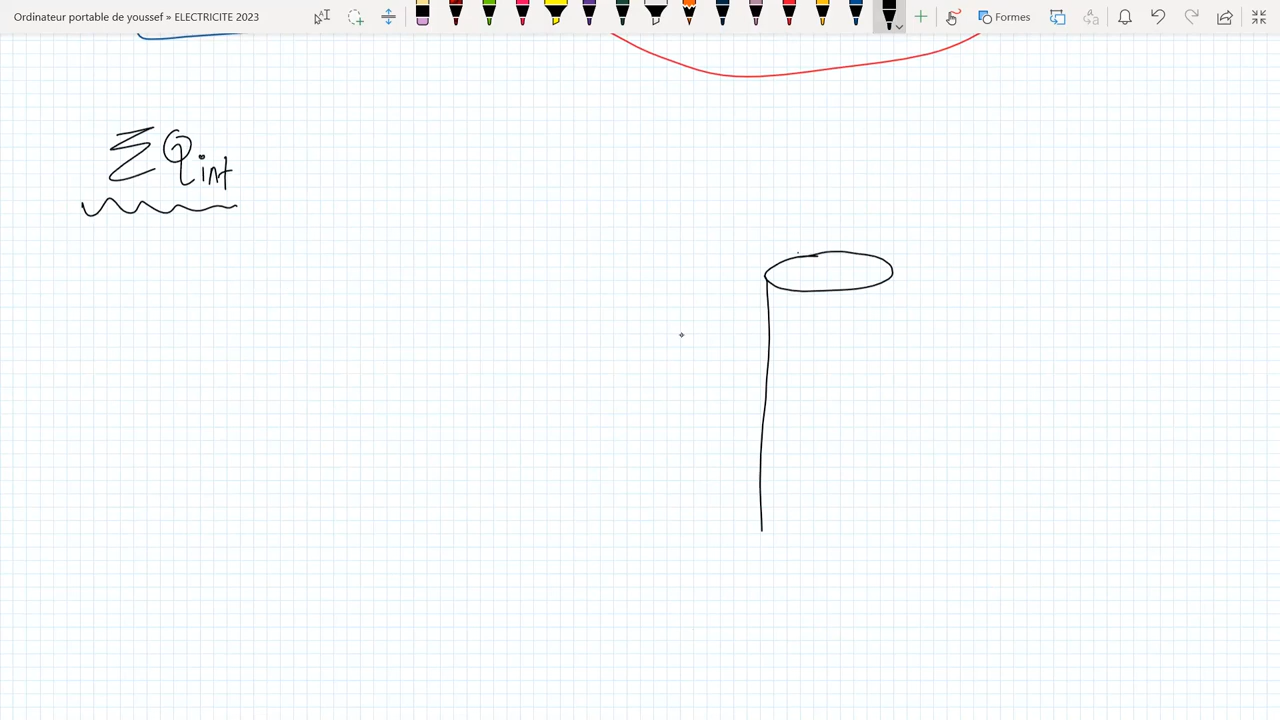 Ordinateur portable de youssef » ELECTRICITE 2023
Formes
ΣQint